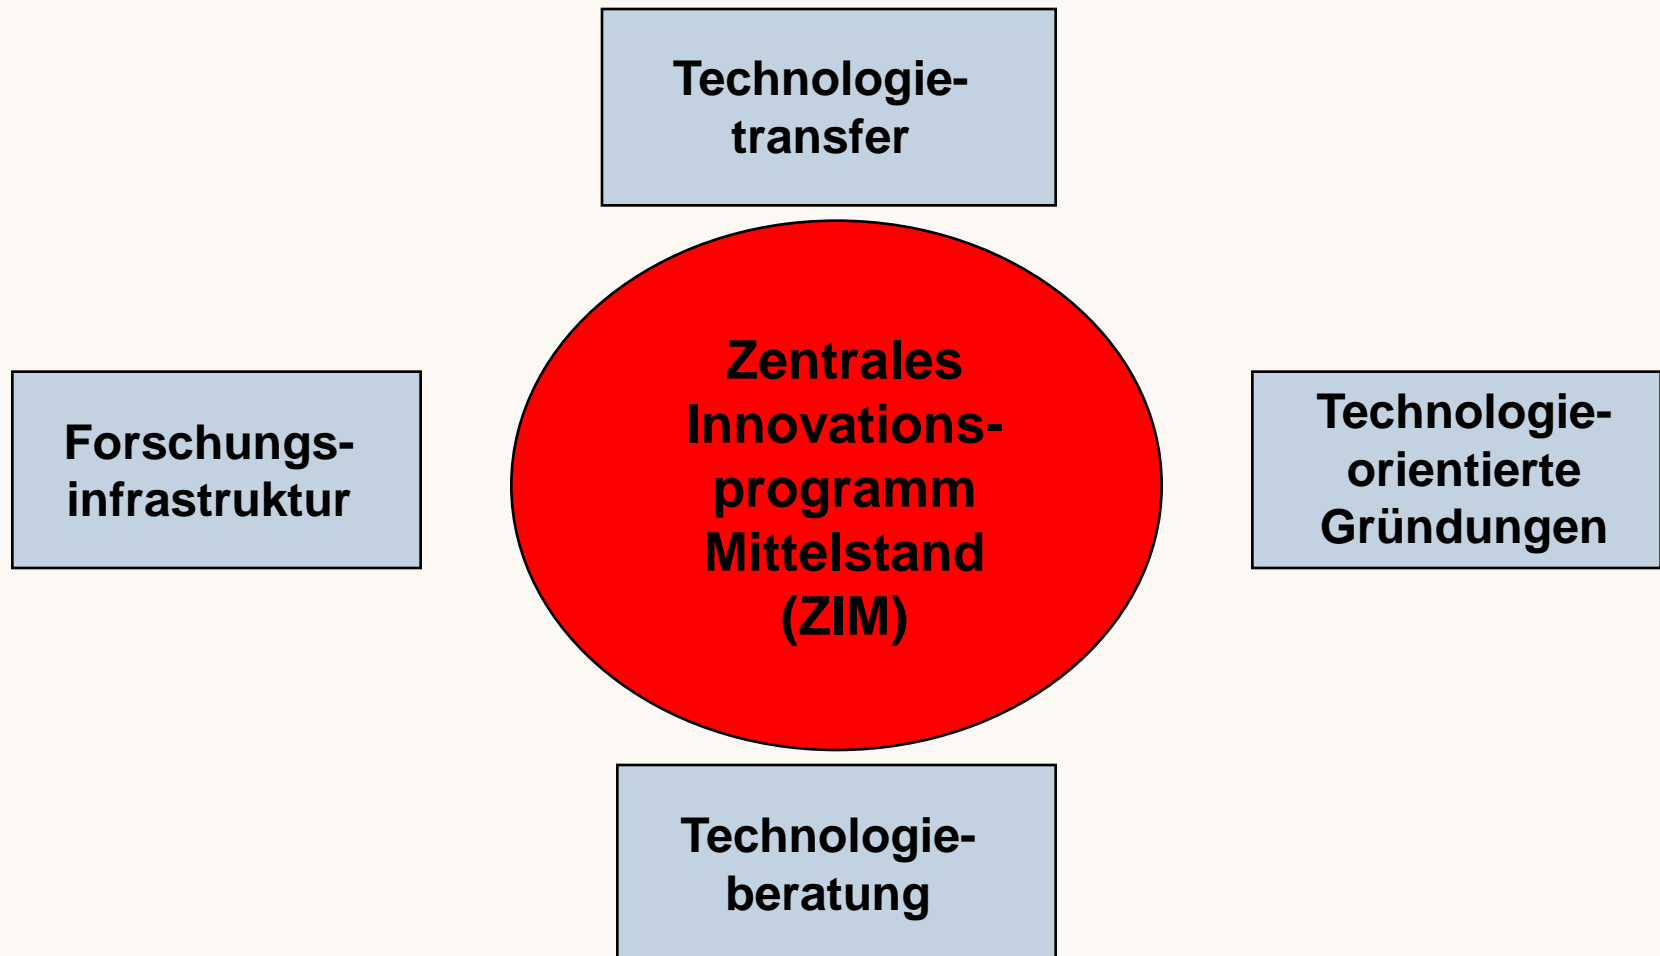 Technologie-
transfer
Forschungs-
infrastruktur
Zentrales
Innovations-
programm
Mittelstand
(ZIM)
Technologie-
orientierte
Gründungen
Technologie-
beratung